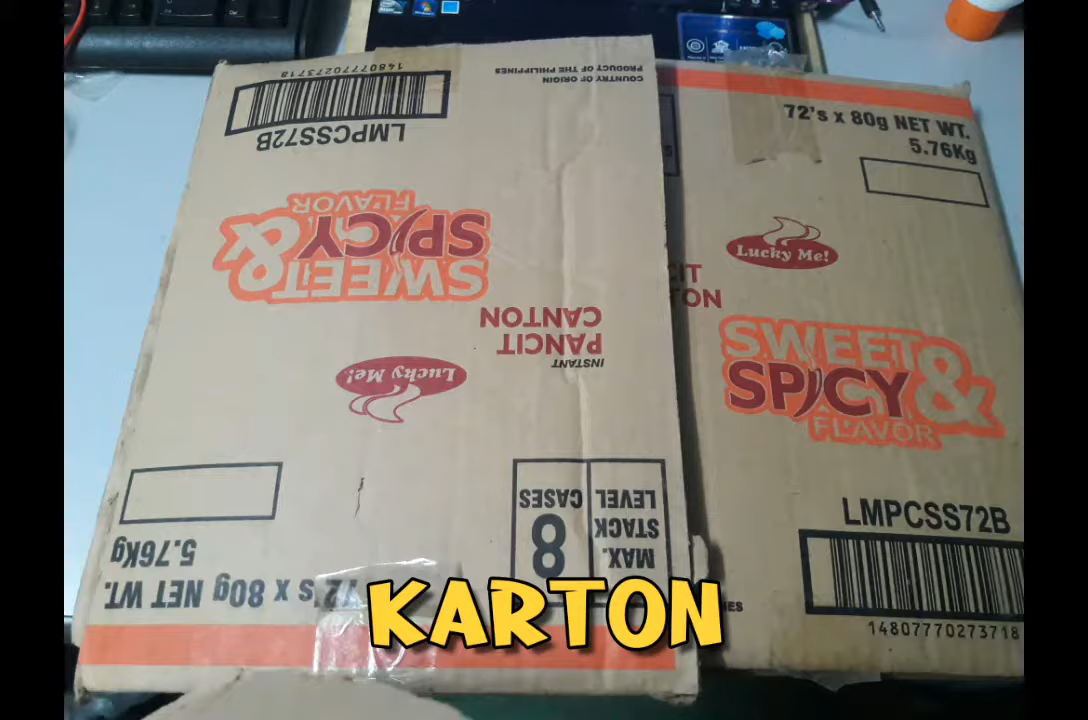 14807770273718
LMPCSS72B
COUNTRY OF ORIGIN
PRODUCT OF THE PHILIPPINES
SWEET &
SPICY
FLAVOR
INSTANT
PANCIT
CANTON
Lucky Me!
MAX.
STACK
LEVEL
8
CASES
72's x 80g NET WT.
5.76Kg
72's x 80g NET WT.
5.76Kg
Lucky Me!
SWEET &
SPICY
FLAVOR
LMPCSS72B
14807770273718
KARTON